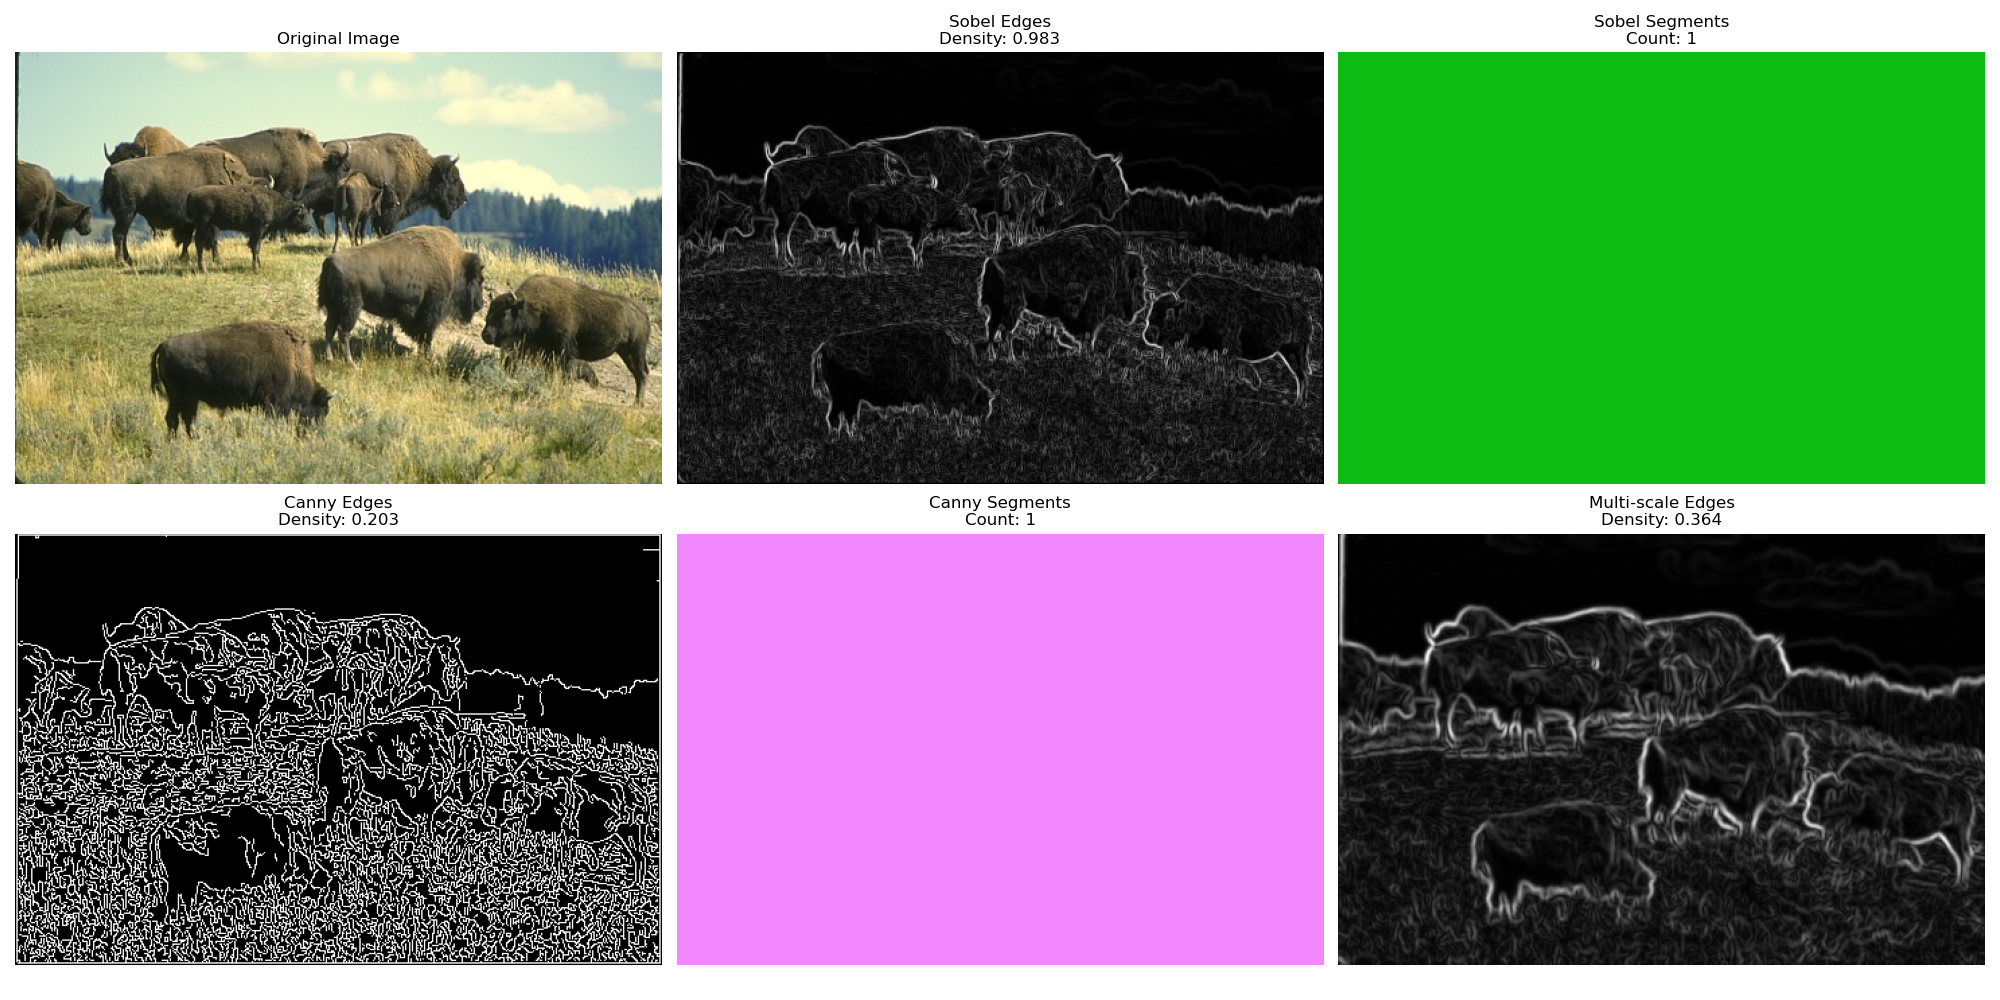 Original Image
Sobel Edges
Density: 0.983
Sobel Segments
Count: 1
Canny Edges
Density: 0.203
Canny Segments
Count: 1
Multi-scale Edges
Density: 0.364